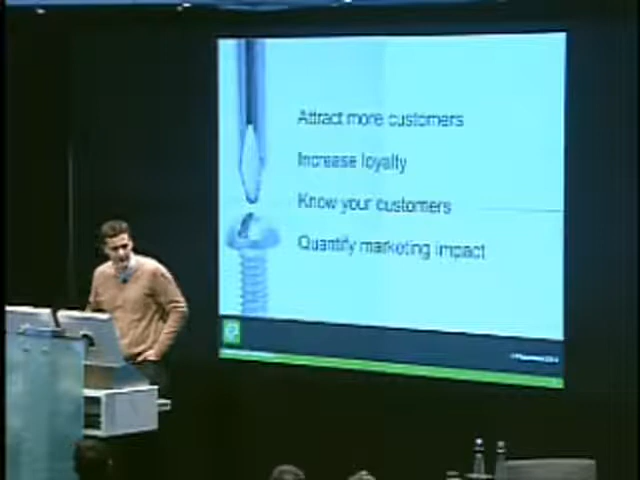 Attract more customers
Increase loyalty
Know your customers
Quantify marketing impact